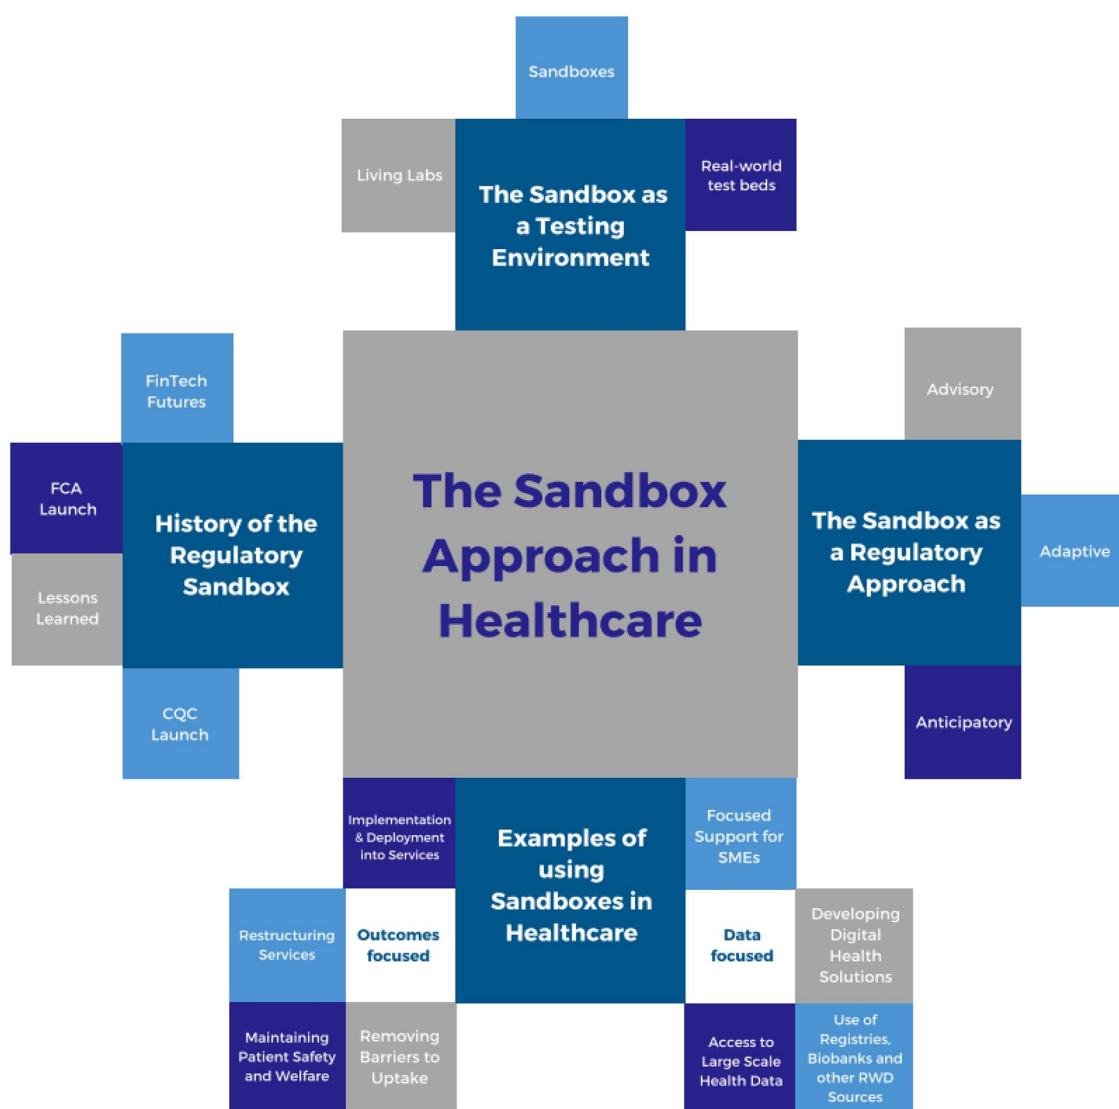 Sandboxes
Living Labs
The Sandbox as
a Testing
Environment
Real-world
test beds
FinTech
Futures
FCA
Launch
History of the
Regulatory
Sandbox
Lessons
Learned
CQC
Launch
The Sandbox
Approach in
Healthcare
Advisory
The Sandbox as
a Regulatory
Approach
Adaptive
Anticipatory
Implementation
& Deployment
into Services
Examples of
using
Sandboxes in
Healthcare
Focused
Support for
SMEs
Restructuring
Services
Outcomes
focused
Data
focused
Developing
Digital
Health
Solutions
Maintaining
Patient Safety
and Welfare
Removing
Barriers to
Uptake
Access to
Large Scale
Health Data
Use of
Registries,
Biobanks and
other RWD
Sources